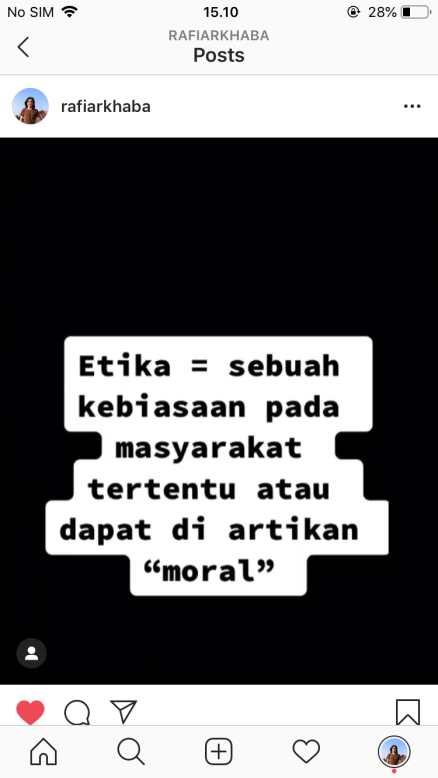 No SIM 15.10 28%
RAFIARKHABA
Posts
rafiarkhaba
Etika = sebuah
kebiasaan pada
masyarakat
tertentu atau
dapat di artikan
“moral”